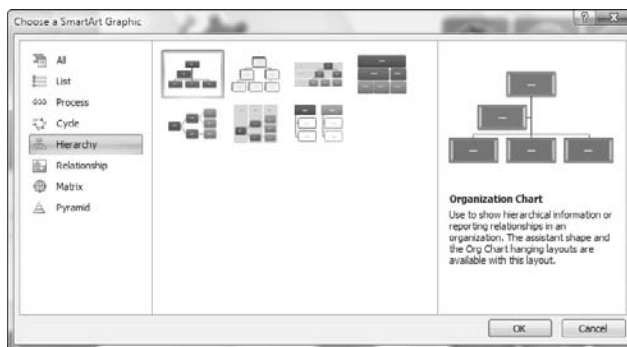 Choose a SmartArt Graphic
All
List
Process
Cycle
Hierarchy
Relationship
Matrix
Pyramid
Organization Chart
Use to show hierarchical information or
reporting relationships in an
organization. The assistant shape and
the Org Chart hanging layouts are
available with this layout.
OK
Cancel